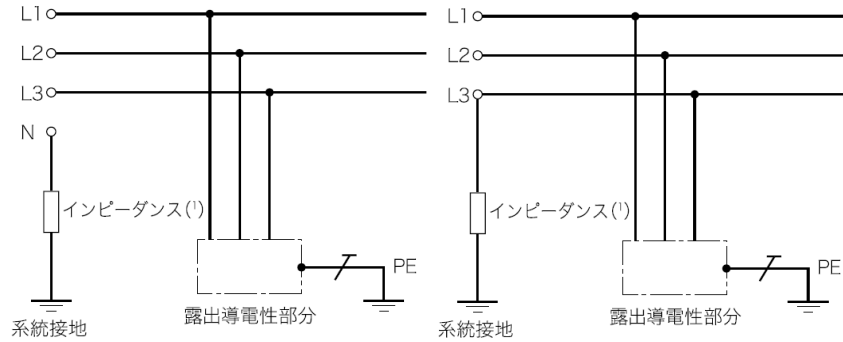 L1
L2
L3
N
インピーダンス(¹)
PE
露出導電性部分
系統接地
L1
L2
L3
インピーダンス(¹)
PE
露出導電性部分
系統接地